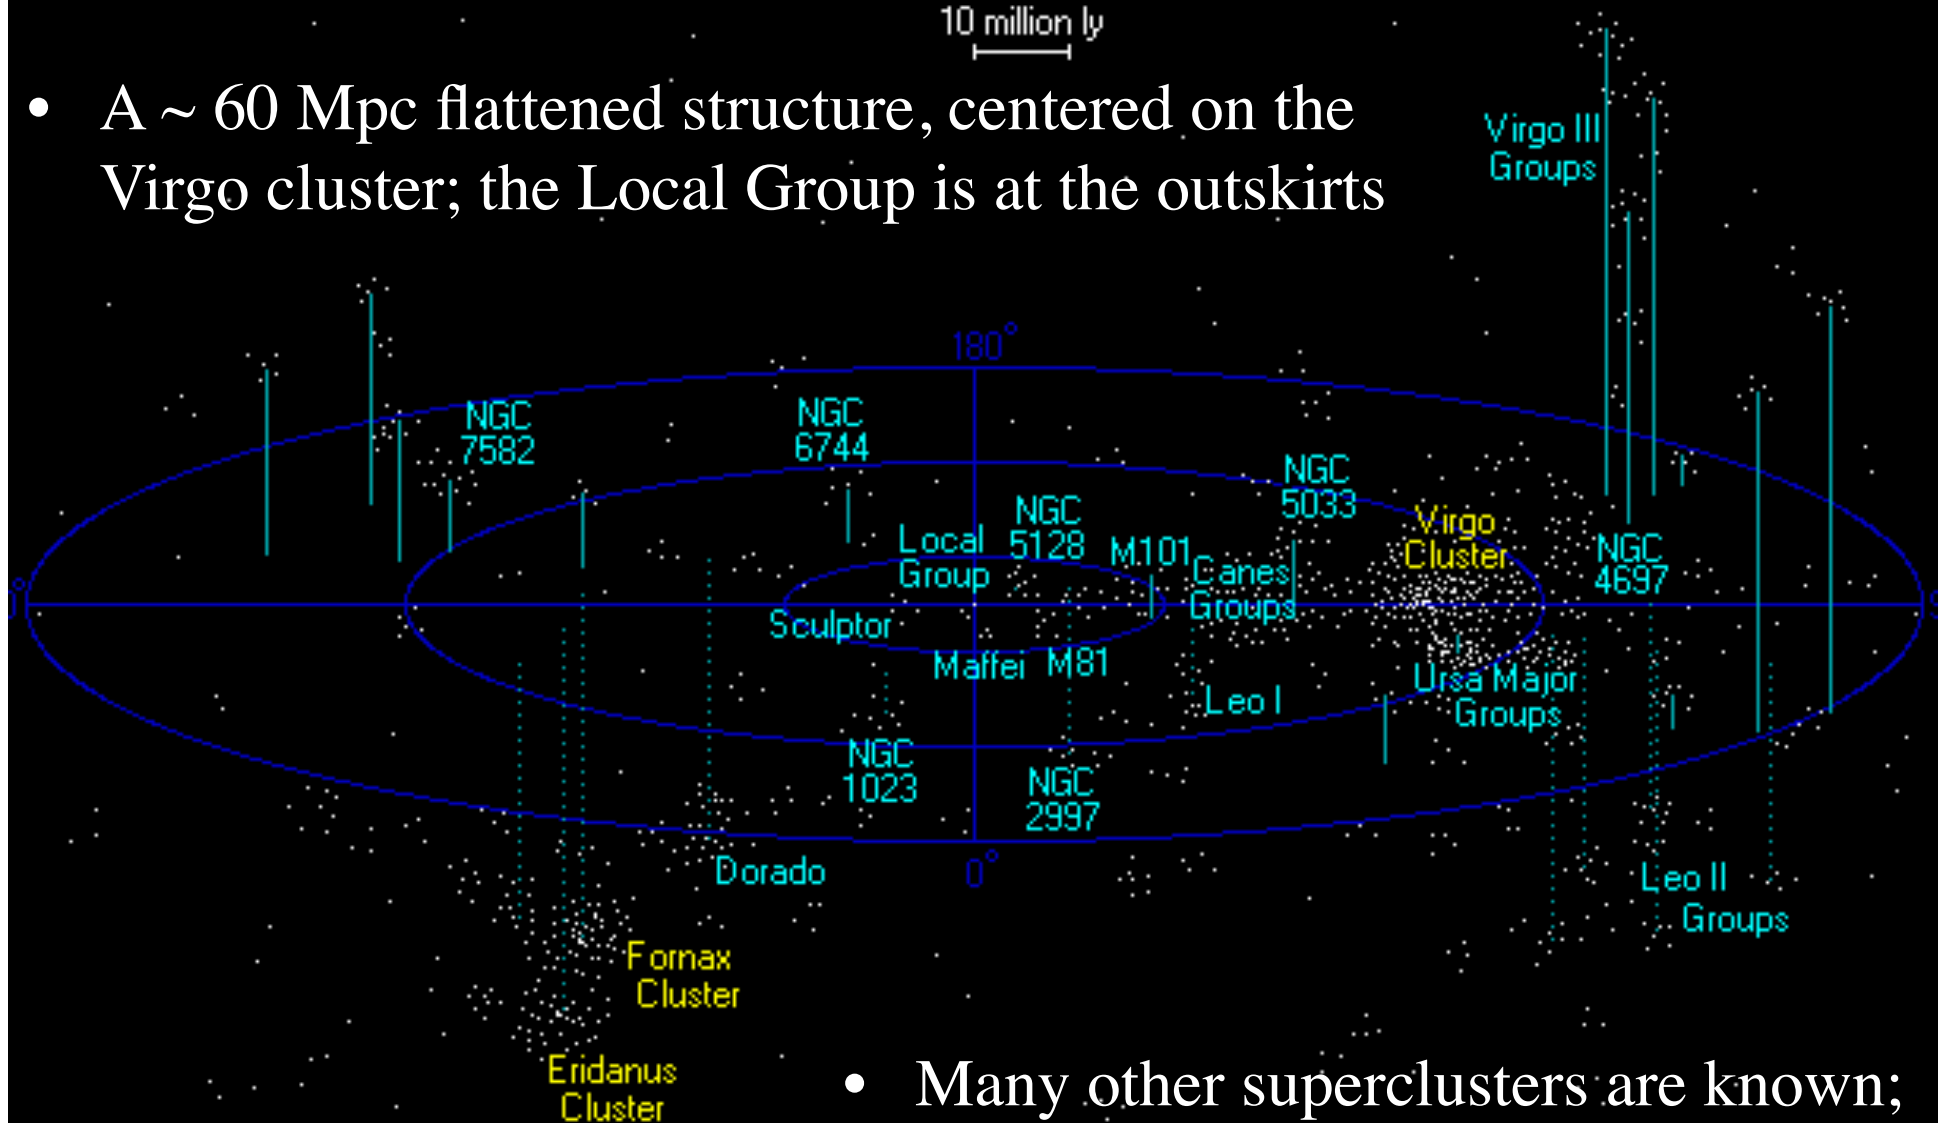 10 million ly
• A ~ 60 Mpc flattened structure, centered on the
Virgo cluster; the Local Group is at the outskirts
Virgo III
Groups
180°
NGC
7582
NGC
6744
NGC
5033
Virgo
Cluster
NGC
5128
Local
Group
M101
Canes
Groups
NGC
4697
Sculptor
Maffei
M81
Leo I
Ursa Major
Groups
NGC
1023
NGC
2997
0°
Dorado
Leo II
Groups
Fornax
Cluster
Eridanus
Cluster
• Many other superclusters are known;